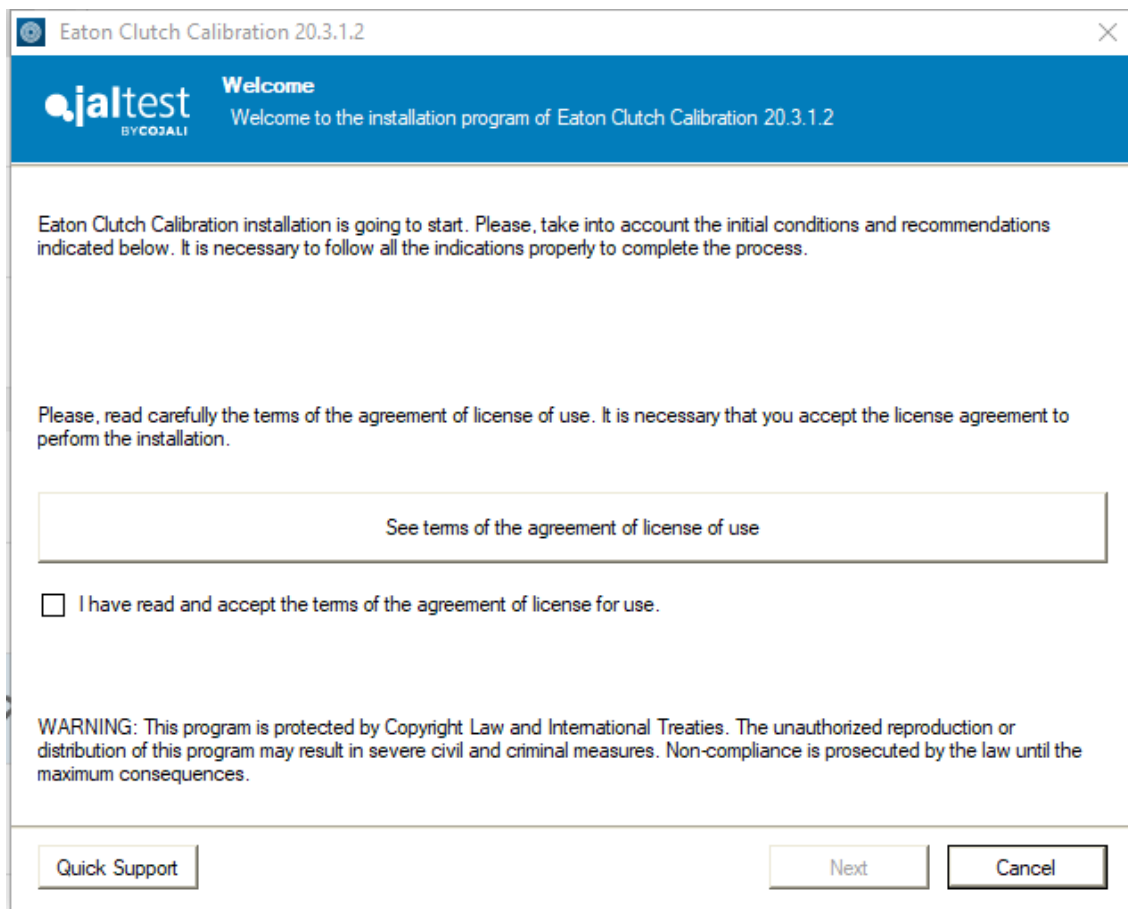 Eaton Clutch Calibration 20.3.1.2
jaltest
BY COJALI
Welcome
Welcome to the installation program of Eaton Clutch Calibration 20.3.1.2
Eaton Clutch Calibration installation is going to start. Please, take into account the initial conditions and recommendations
indicated below. It is necessary to follow all the indications properly to complete the process.
Please, read carefully the terms of the agreement of license of use. It is necessary that you accept the license agreement to
perform the installation.
See terms of the agreement of license of use
I have read and accept the terms of the agreement of license for use.
WARNING: This program is protected by Copyright Law and International Treaties. The unauthorized reproduction or
distribution of this program may result in severe civil and criminal measures. Non-compliance is prosecuted by the law until the
maximum consequences.
Quick Support
Next
Cancel